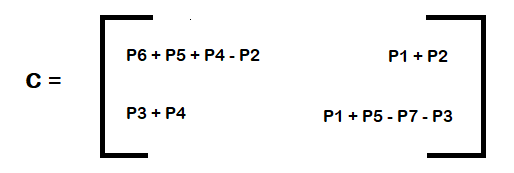 P6 + P5 + P4 - P2 P1 + P2
C =
P3 + P4 P1 + P5 - P7 - P3